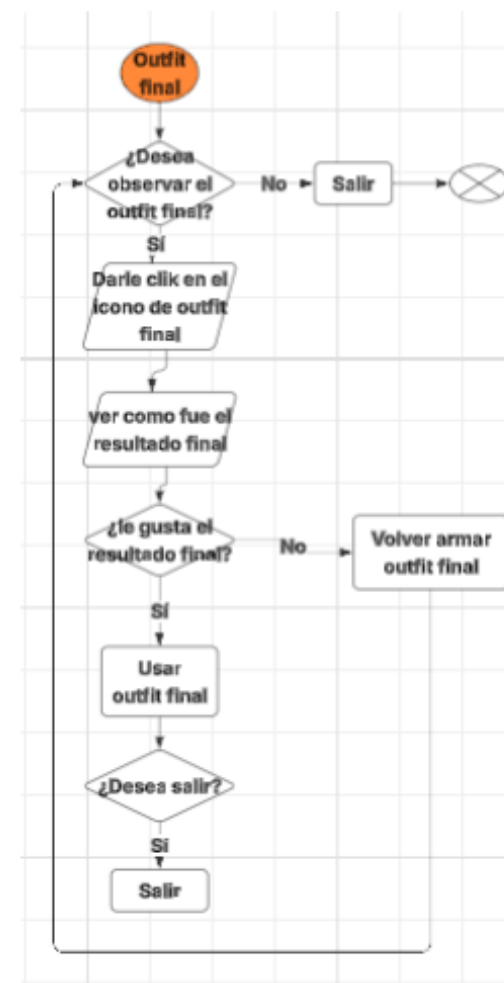 Outfit
final
¿Desea
observar el
outfit final?
No
Salir
Sí
Darle clik en el
icono de outfit
final
ver como fue el
resultado final
¿le gusta el
resultado final?
No
Volver armar
outfit final
Sí
Usar
outfit final
¿Desea salir?
Sí
Salir